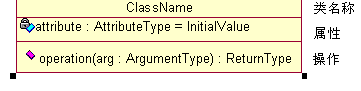 ClassName 类名称
attribute : AttributeType = InitialValue 属性
operation(arg : ArgumentType) : ReturnType 操作